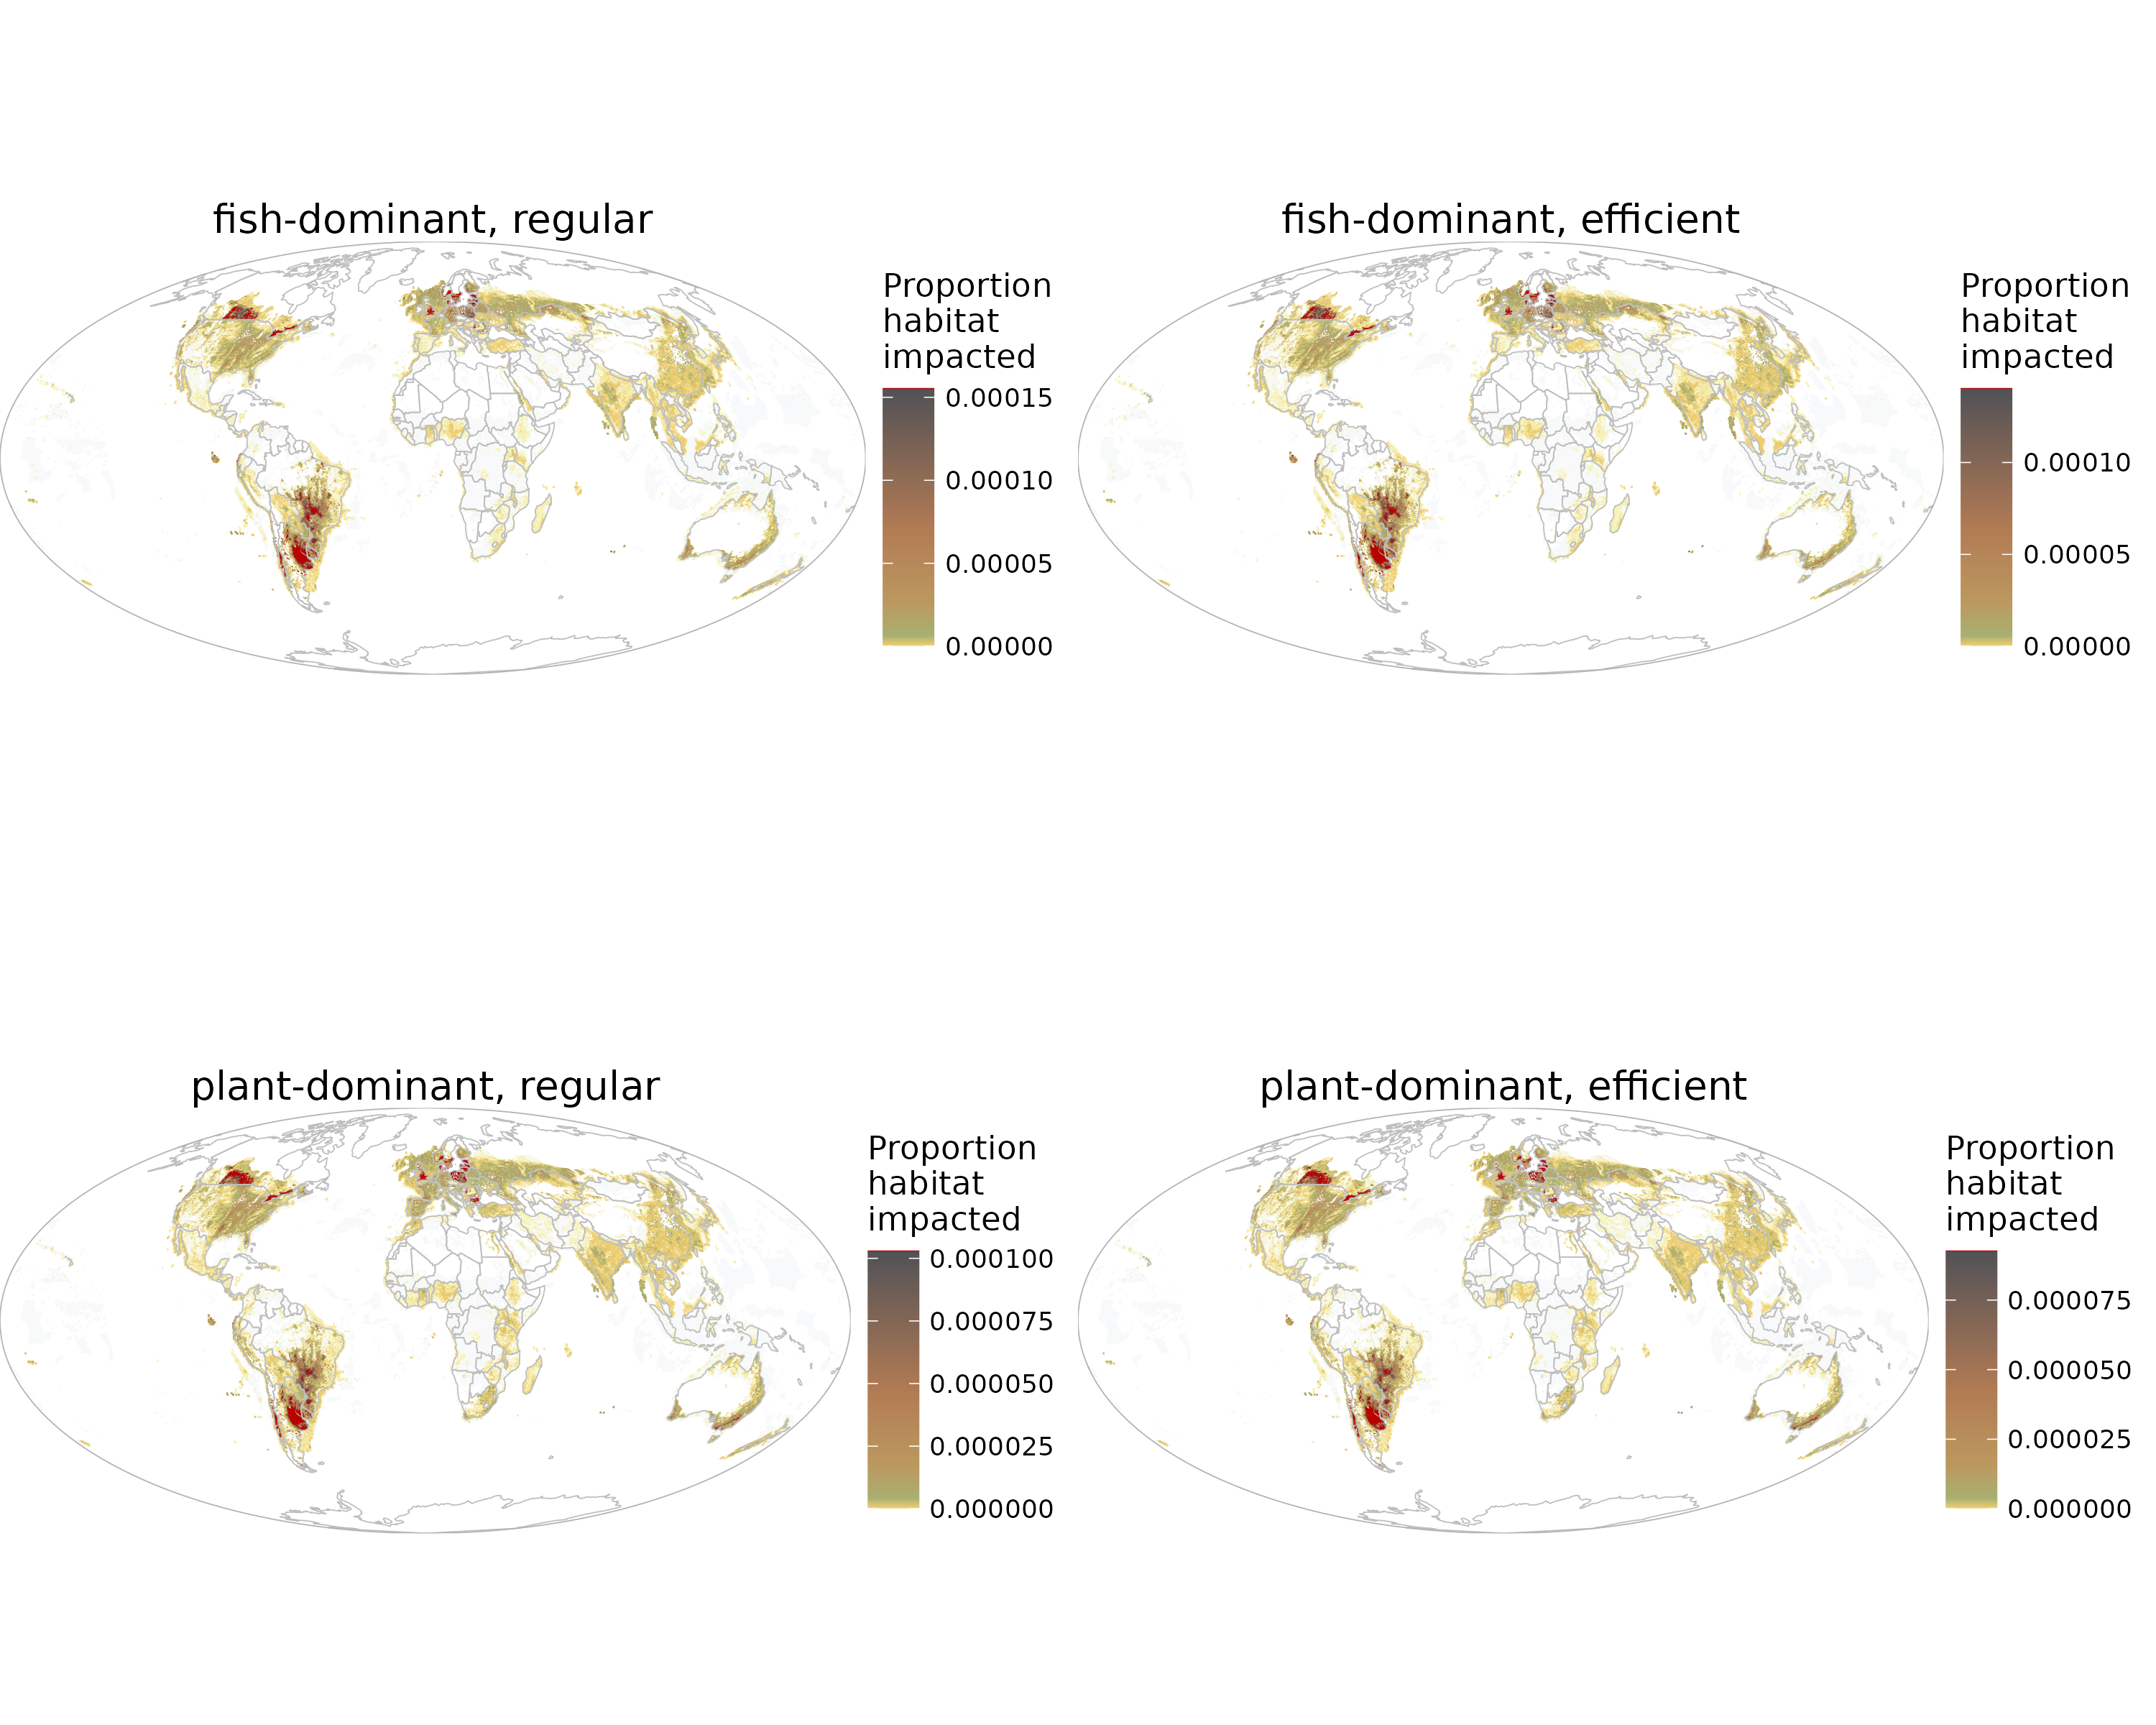 fish-dominant, regular
Proportion
habitat
impacted
0.00015
0.00010
0.00005
0.00000
fish-dominant, efficient
Proportion
habitat
impacted
0.00010
0.00005
0.00000
plant-dominant, regular
Proportion
habitat
impacted
0.000100
0.000075
0.000050
0.000025
0.000000
plant-dominant, efficient
Proportion
habitat
impacted
0.000075
0.000050
0.000025
0.000000